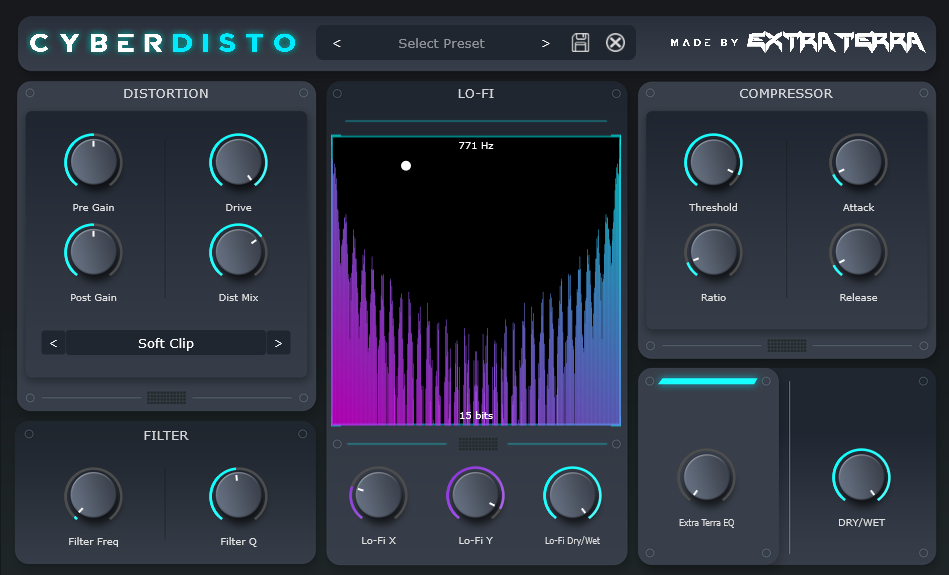 CYBERDISTO
< Select Preset >
MADE BY EXTRA TERRA
DISTORTION
Pre Gain
Drive
Post Gain
Dist Mix
< Soft Clip >
FILTER
Filter Freq
Filter Q
LO-FI
771 Hz
15 bits
Lo-Fi X
Lo-Fi Y
Lo-Fi Dry/Wet
COMPRESSOR
Threshold
Attack
Ratio
Release
Extra Terra EQ
DRY/WET